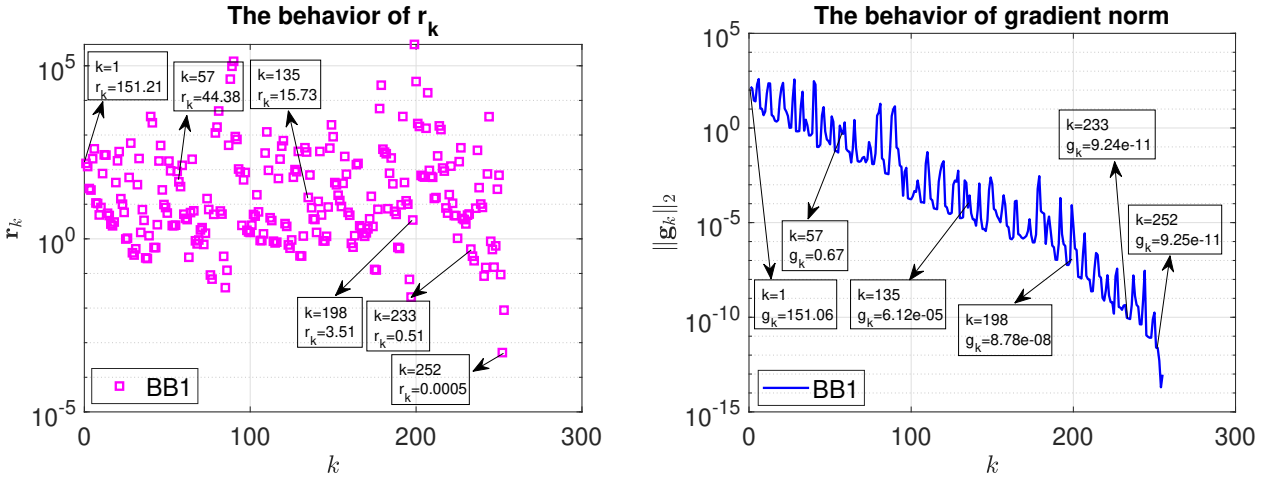 The behavior of r_k
10^5
10^0
10^-5
r_k
k=1
r_k=151.21
k=57
r_k=44.38
k=135
r_k=15.73
k=198
r_k=3.51
k=233
r_k=0.51
k=252
r_k=0.0005
BB1
0
100
200
300
k
The behavior of gradient norm
10^5
10^0
10^-5
10^-10
10^-15
‖g_k‖_2
k=233
g_k=9.24e-11
k=252
g_k=9.25e-11
k=57
g_k=0.67
k=1
g_k=151.06
k=135
g_k=6.12e-05
k=198
g_k=8.78e-08
BB1
0
100
200
300
k